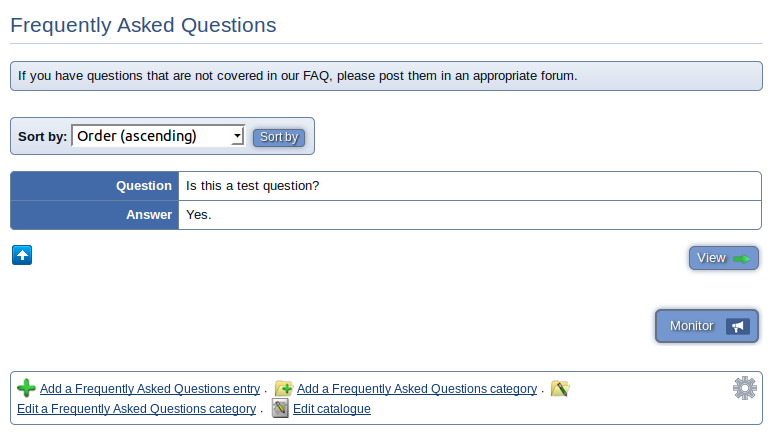 Frequently Asked Questions
If you have questions that are not covered in our FAQ, please post them in an appropriate forum.
Sort by: Order (ascending) Sort by
Question Is this a test question?
Answer Yes.
View
Monitor
Add a Frequently Asked Questions entry · Add a Frequently Asked Questions category ·
Edit a Frequently Asked Questions category · Edit catalogue